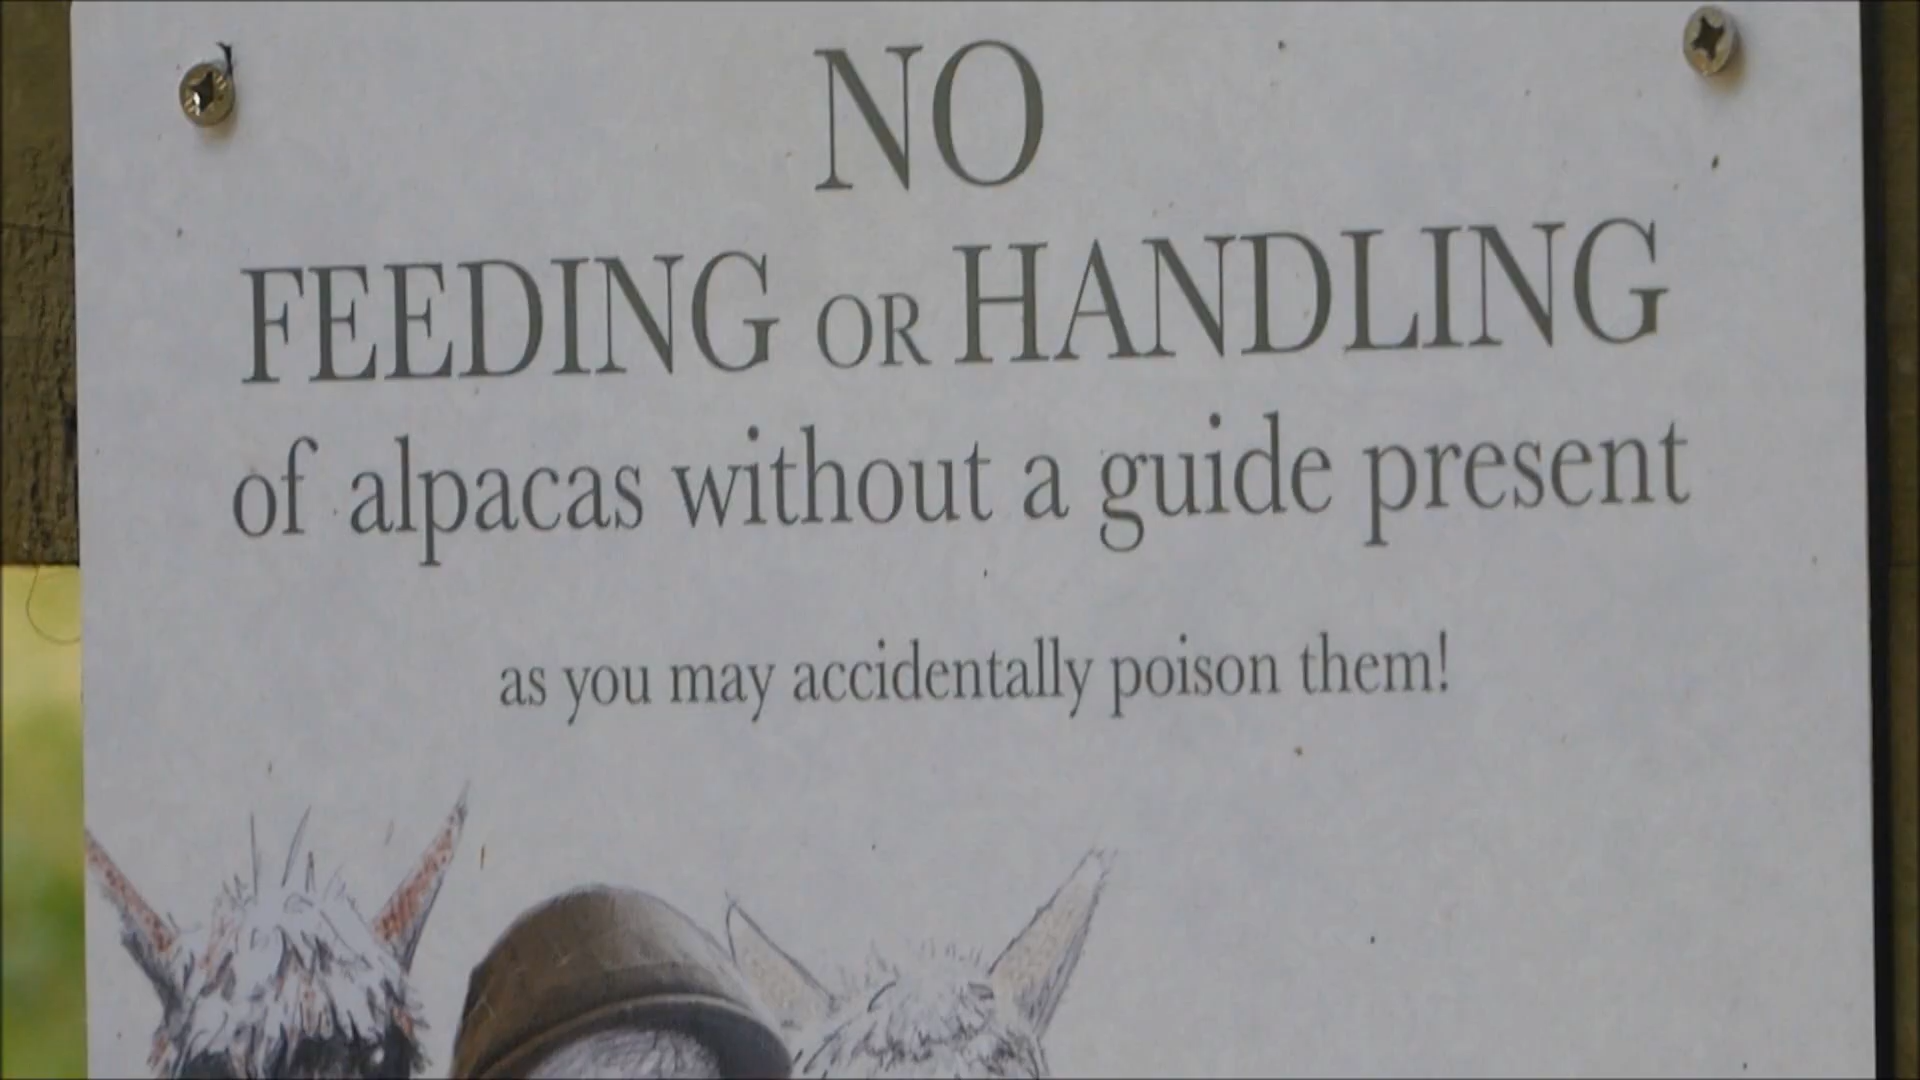 NO
FEEDING OR HANDLING
of alpacas without a guide present
as you may accidentally poison them!